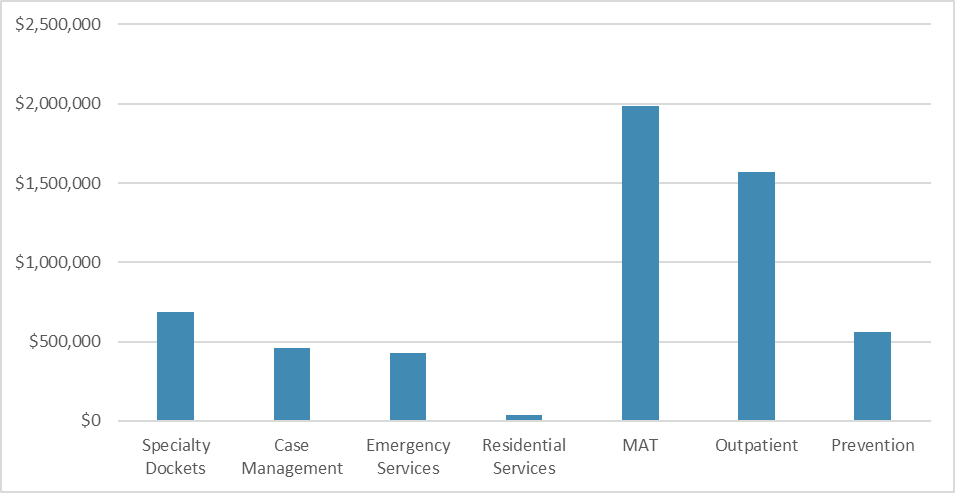 $2,500,000
$2,000,000
$1,500,000
$1,000,000
$500,000
$0
Specialty Dockets
Case Management
Emergency Services
Residential Services
MAT
Outpatient
Prevention